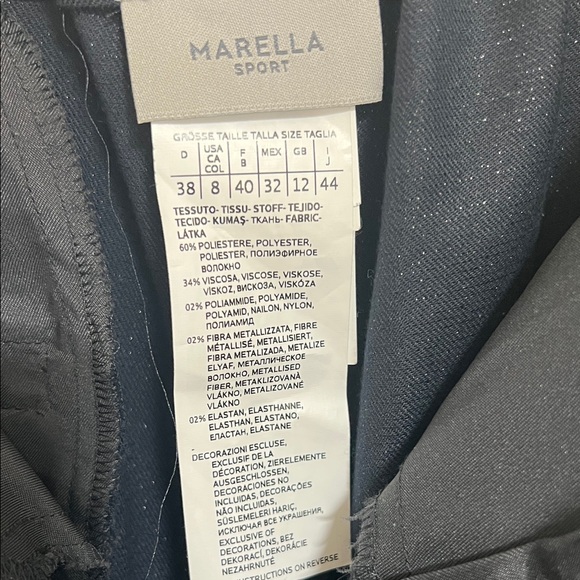 MARELLA
SPORT
GRÖSSE TAILLE TALLA SIZE TAGLIA
D USA CA COL F B MEX GB I J
38 8 40 32 12 44
TESSUTO- TISSU- STOFF- TEJIDO-
TECIDO- KUMAŞ- ТКАНЬ- FABRIC-
LÁTKA
60% POLIESTERE, POLYESTER,
POLIESTER, ПОЛИЭФИРНОЕ
ВОЛОКНО
34% VISCOSA, VISCOSE, VISKOSE,
VİSKOZ, ВИСКОЗА, VISKÓZA
02% POLIAMMIDE, POLYAMIDE,
POLYAMID, NAILON, NYLON,
ПОЛИАМИД
02% FIBRA METALLIZZATA, FIBRE
MÉTALLISÉ, METALLISIERT,
FIBRA METALIZADA, METALIZE
ELYAF, МЕТАЛЛИЧЕСКОЕ
ВОЛОКНО, METALLISED
FIBER, METAKLIZOVANÁ
VLÁKNO, METALIZOVANÉ
VLÁKNO
02% ELASTAN, ELASTHANNE,
ELASTHAN, ELASTANO,
ЕЛАСТАН, ELASTANE
DECORAZIONI ESCLUSE,
EXCLUSIF DE LA
DÉCORATION, ZIERELEMENTE
AUSGESCHLOSSEN,
DECORACIONES NO
INCLUIDAS,
NÃO INCLUIDAS,
SÜSLEMELERI HARIÇ,
ИСКЛЮЧАЯ ВСЕ УКРАШЕНИЯ,
EXCLUSIVE OF
DECORATIONS, BEZ
DEKORACÍ, DEKORÁCIE
NEZAHRNUTÉ
INSTRUCTIONS ON REVERSE